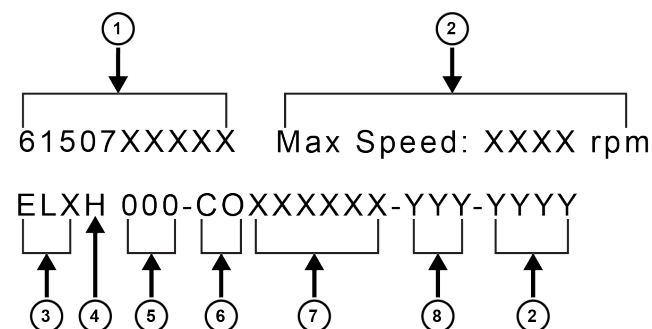 1 2
61507XXXXX Max Speed: XXXX rpm
ELXH 000-COXXXXXX-YYY-YYYY
3 4 5 6 7 8 2